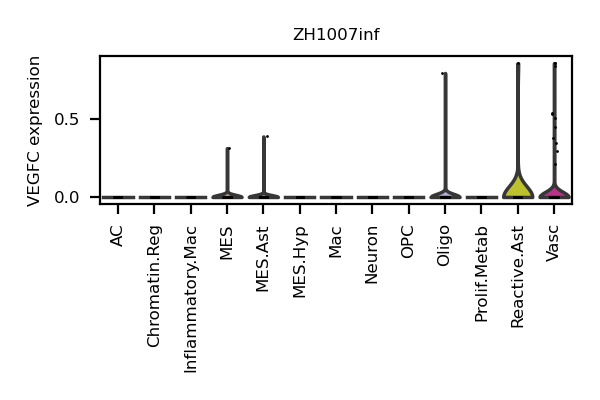 ZH1007inf
VEGFC expression
0.5
0.0
AC
Chromatin.Reg
Inflammatory.Mac
MES
MES.Ast
MES.Hyp
Mac
Neuron
OPC
Oligo
Prolif.Metab
Reactive.Ast
Vasc